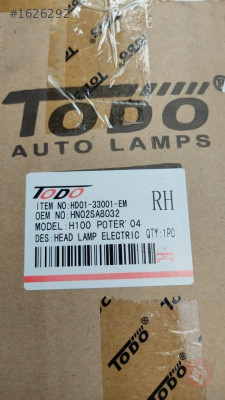 #1626292
TODO
AUTO LAMPS
TODO
RH
ITEM NO:HD01-33001-EM
OEM NO:HN02SA8032
MODEL:H100 POTER' 04
DES:HEAD LAMP ELECTRIC QTY:1PC
TODO
TODO